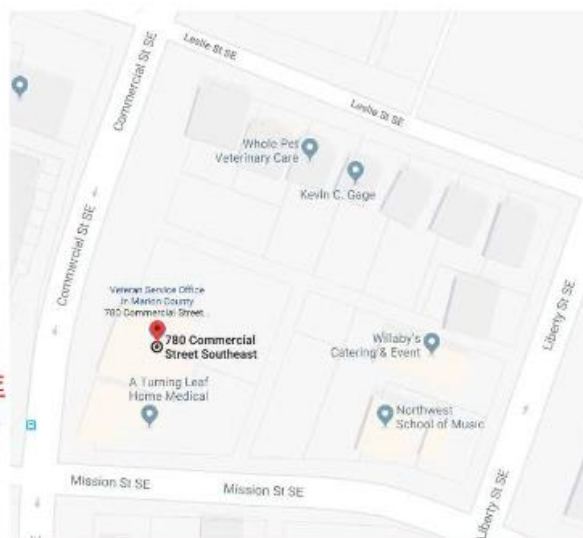 Commercial St SE
Leslie St SE
Leslie St SE
Whole Pet
Veterinary Care
Kevin C. Gage
Commercial St SE
Veteran Service Office
in Marion County
780 Commercial Street...
780 Commercial
Street Southeast
Willaby's
Catering & Event
Liberty St SE
A Turning Leaf
Home Medical
Northwest
School of Music
Mission St SE
Mission St SE
Liberty St SE